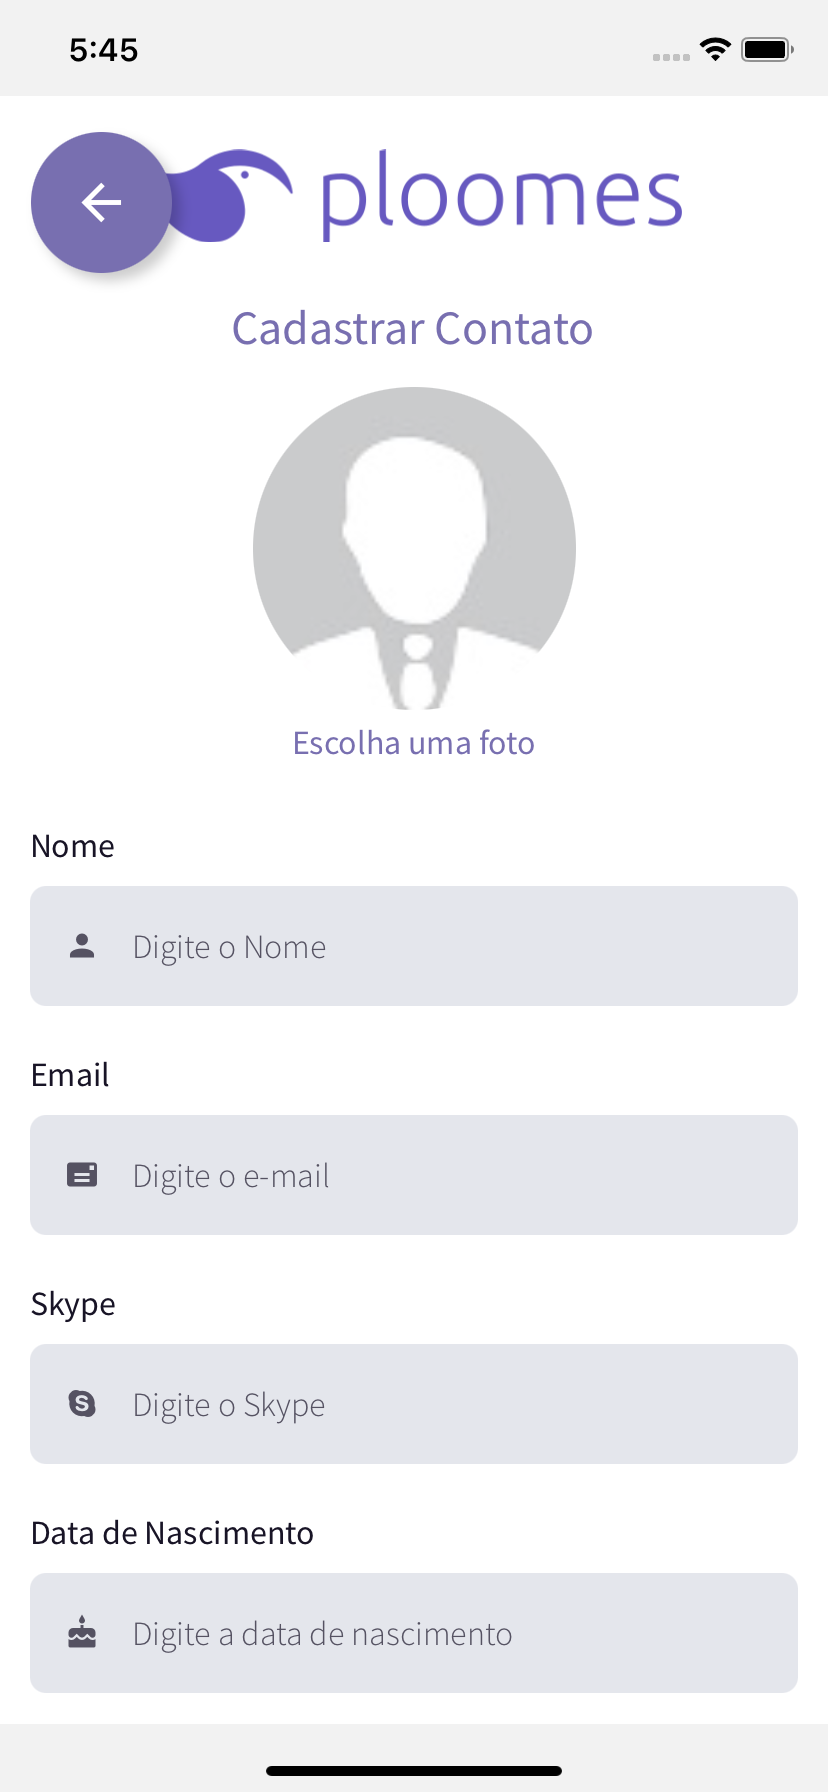 5:45
ploomes
Cadastrar Contato
Escolha uma foto
Nome
Digite o Nome
Email
Digite o e-mail
Skype
Digite o Skype
Data de Nascimento
Digite a data de nascimento